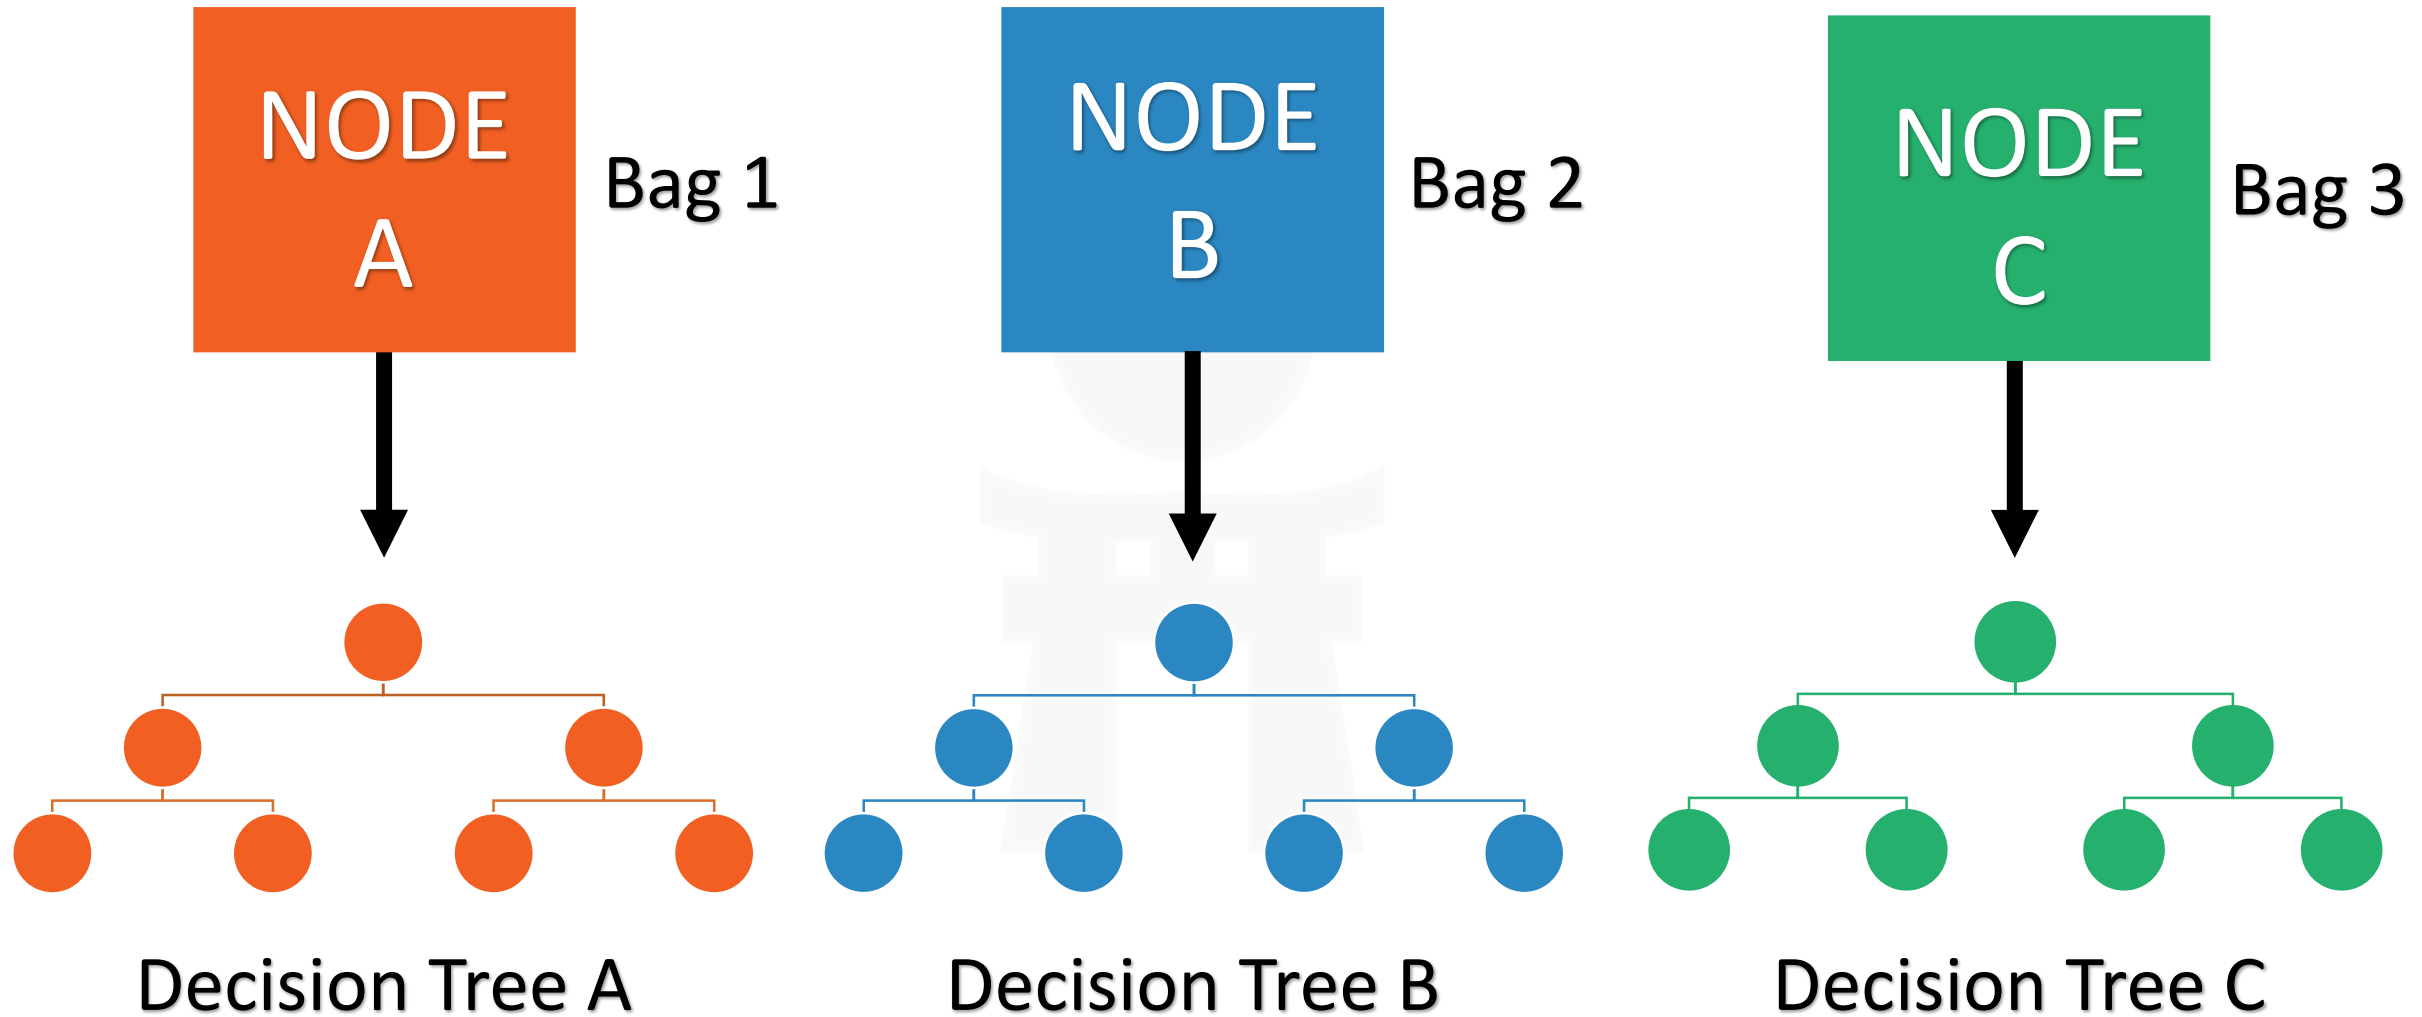 NODE
A
Bag 1
NODE
B
Bag 2
NODE
C
Bag 3
Decision Tree A
Decision Tree B
Decision Tree C